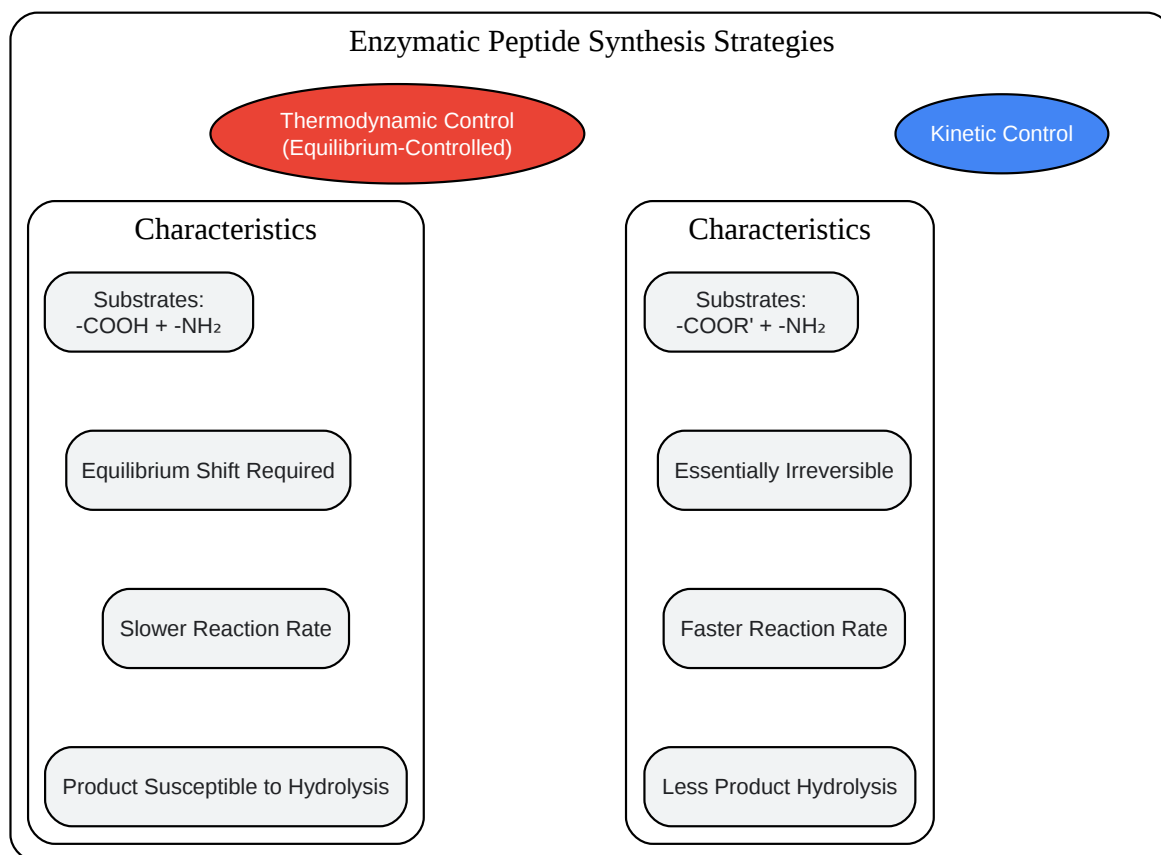 Enzymatic Peptide Synthesis Strategies
Thermodynamic Control
(Equilibrium-Controlled)
Kinetic Control
Characteristics
Substrates:
-COOH + -NH₂
Equilibrium Shift Required
Slower Reaction Rate
Product Susceptible to Hydrolysis
Characteristics
Substrates:
-COOR' + -NH₂
Essentially Irreversible
Faster Reaction Rate
Less Product Hydrolysis